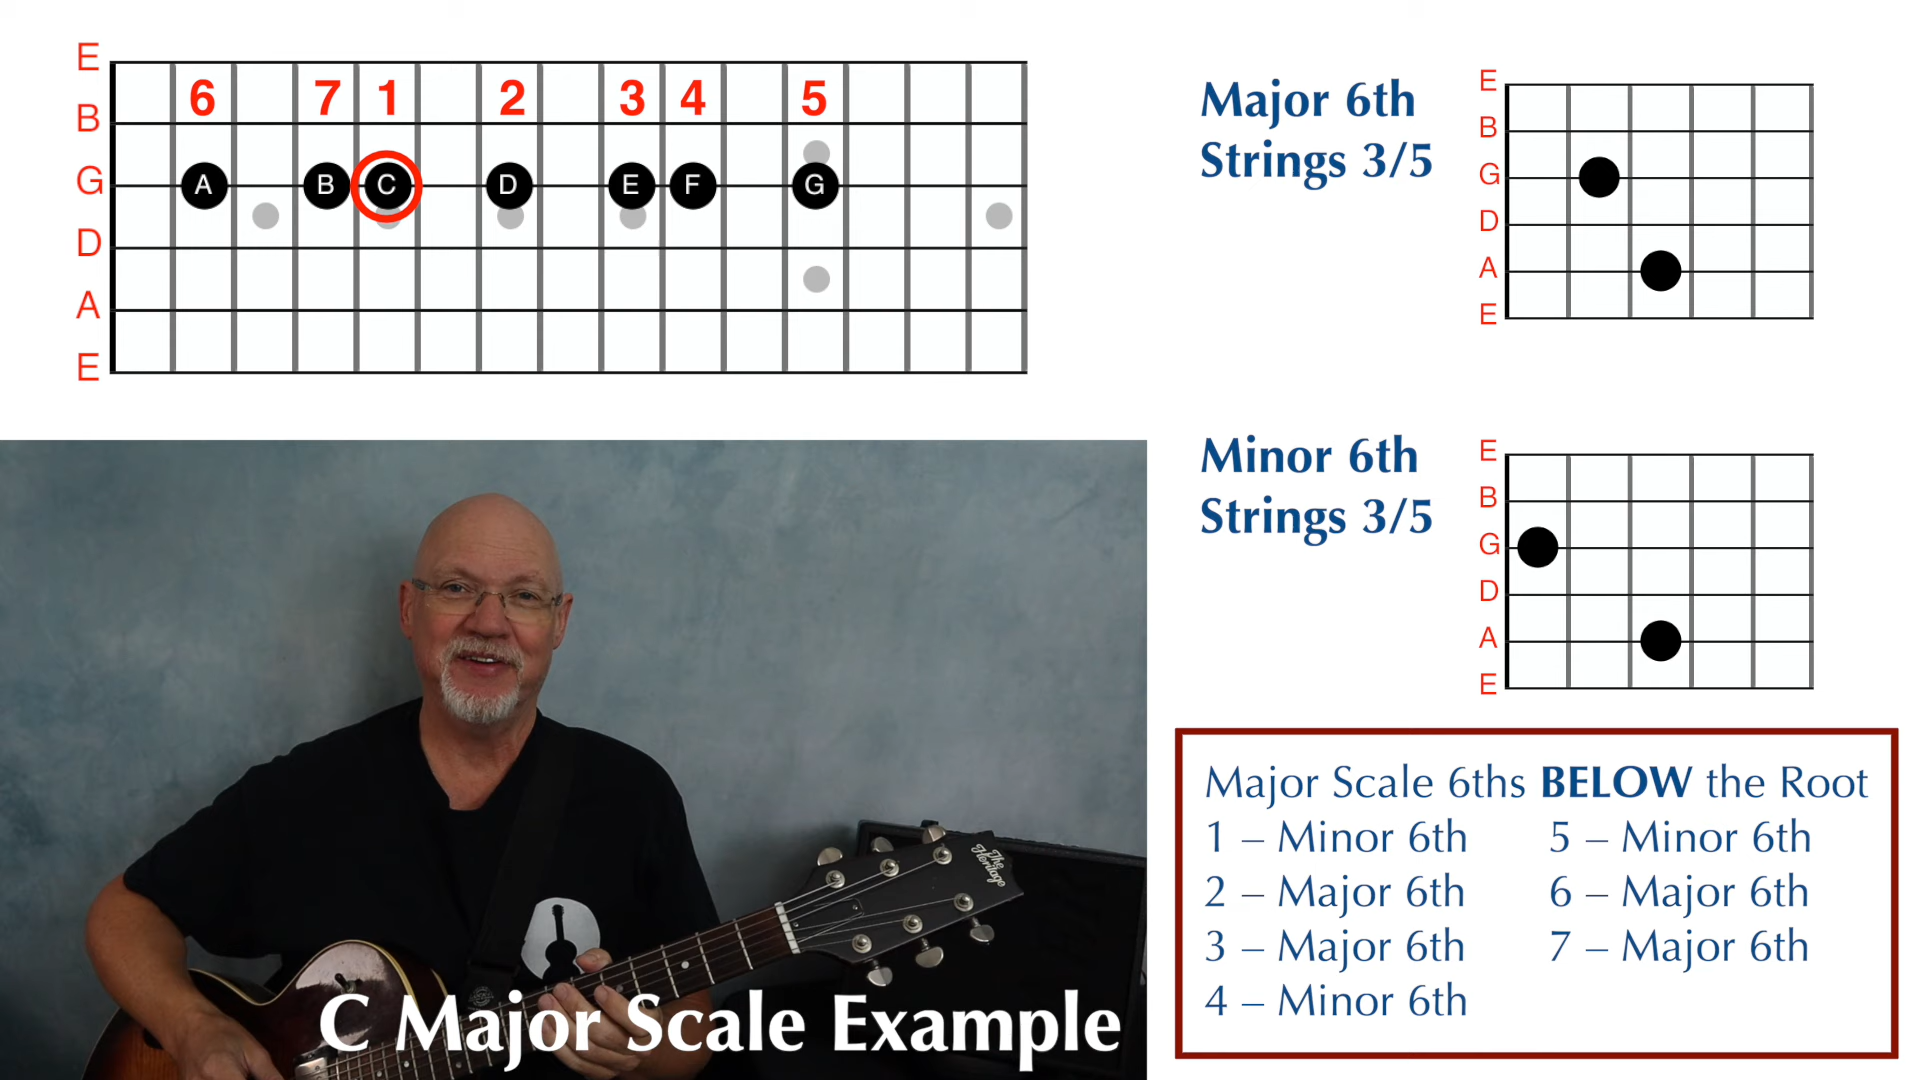 E
6 7 1 2 3 4 5
B
G A B C D E F G
D
A
E
Major 6th
Strings 3/5
E
B
G
D
A
E
Minor 6th
Strings 3/5
E
B
G
D
A
E
The
Heritage
C Major Scale Example
Major Scale 6ths BELOW the Root
1 – Minor 6th 5 – Minor 6th
2 – Major 6th 6 – Major 6th
3 – Major 6th 7 – Major 6th
4 – Minor 6th